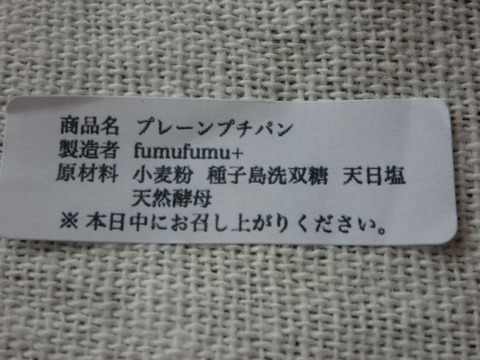 商品名 プレーンプチパン
製造者 fumufumu+
原材料 小麦粉 種子島洗双糖 天日塩
天然酵母
※本日中にお召し上がりください。